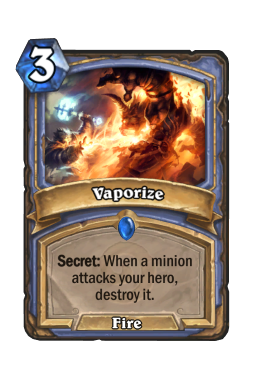 3
Vaporize
Secret: When a minion
attacks your hero,
destroy it.
Fire